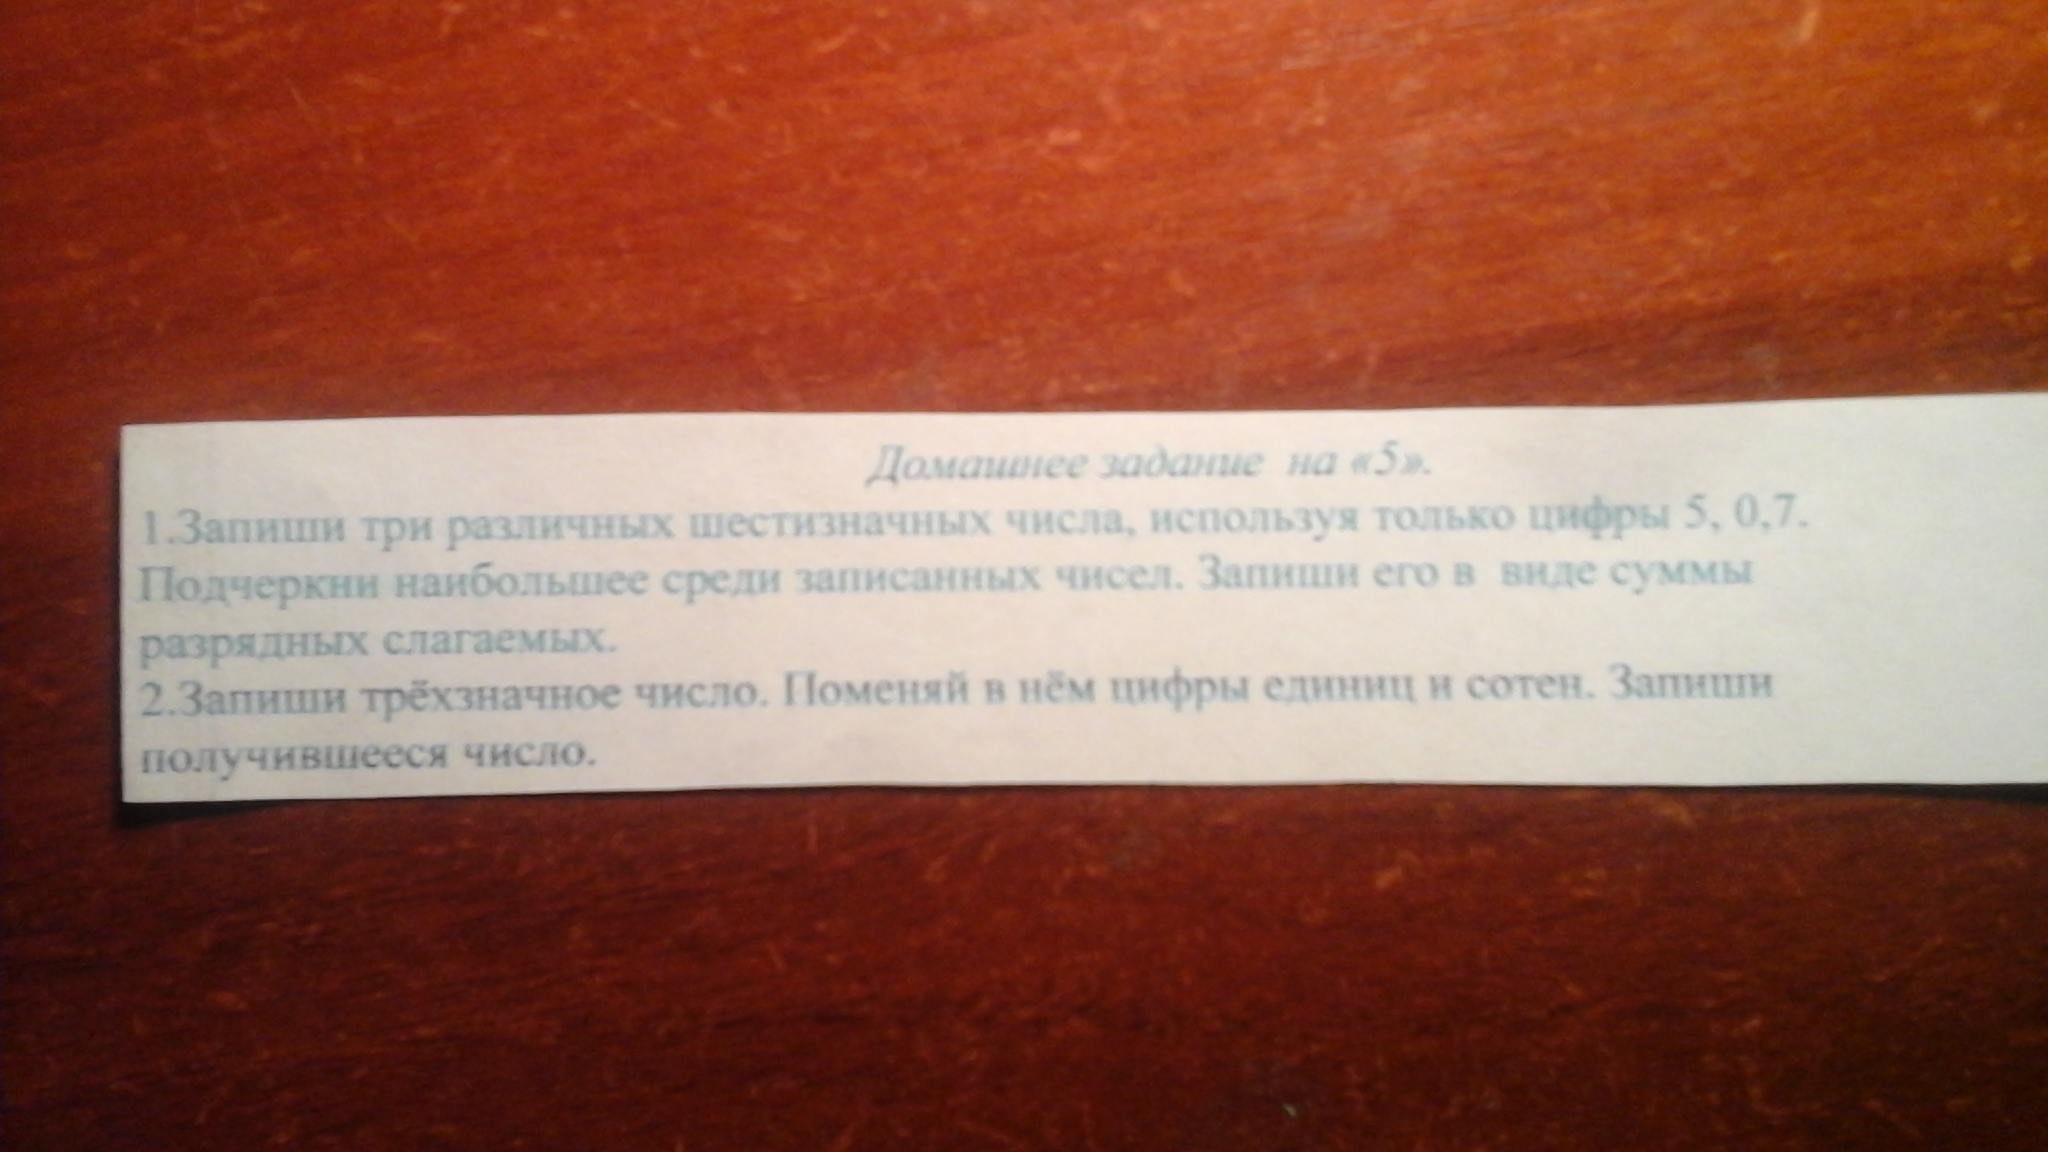 Домашнее задание на «5».
1.Запиши три различных шестизначных числа, используя только цифры 5, 0,7.
Подчеркни наибольшее среди записанных чисел. Запиши его в виде суммы
разрядных слагаемых.
2.Запиши трёхзначное число. Поменяй в нём цифры единиц и сотен. Запиши
получившееся число.